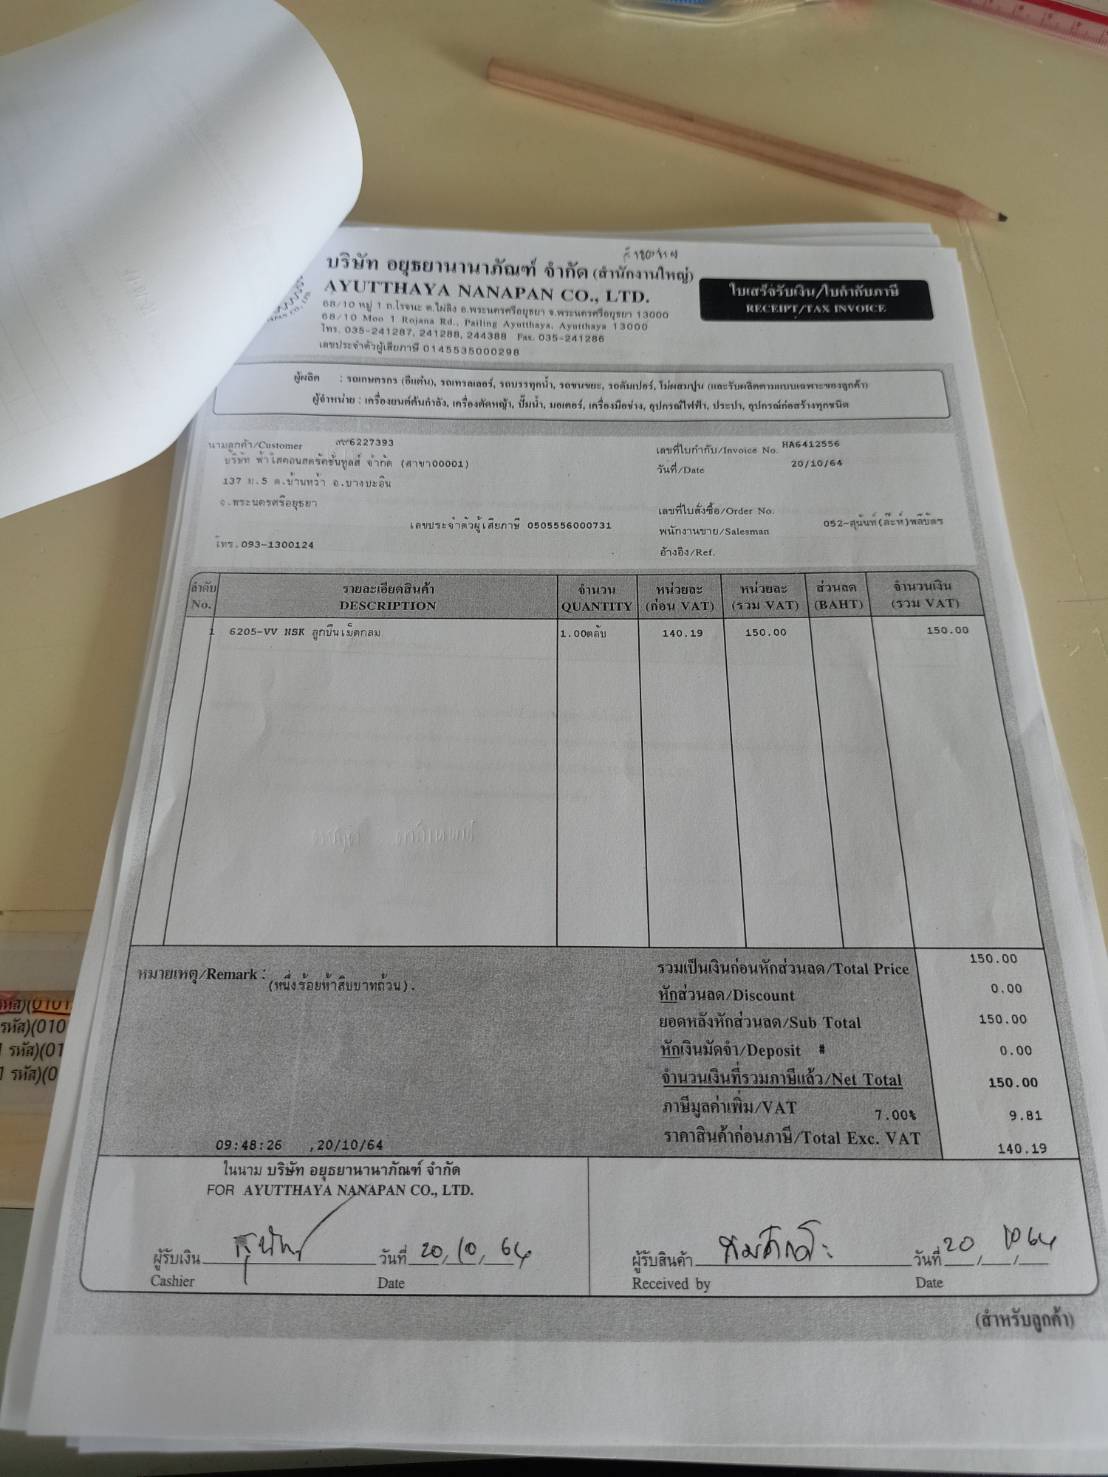 บริษัท อยุธยานานาภัณฑ์ จำกัด (สำนักงานใหญ่)
AYUTTHAYA NANAPAN CO., LTD.
68/10 หมู่ 1 ถ.โรจนะ ต.ไผ่ลิง อ.พระนครศรีอยุธยา จ.พระนครศรีอยุธยา 13000
68/10 Moo 1 Rojana Rd., Pailing Ayutthaya, Ayutthaya 13000
โทร. 035-241287, 241288, 244388 Fax. 035-241286
เลขประจำตัวผู้เสียภาษี 0145535000298
ใบเสร็จรับเงิน/ใบกำกับภาษี
RECEIPT/TAX INVOICE
ผู้ผลิต : รถเกษตรกร (อีแต๋น), รถเทรลเลอร์, รถบรรทุกน้ำ, รถขนขยะ, รถดัมเปอร์, โม่ผสมปูน (และรับผลิตตามแบบเฉพาะของลูกค้า)
ผู้จำหน่าย : เครื่องยนต์ต้นกำลัง, เครื่องตัดหญ้า, ปั๊มน้ำ, มอเตอร์, เครื่องมือช่าง, อุปกรณ์ไฟฟ้า, ประปา, อุปกรณ์ก่อสร้างทุกชนิด
นามลูกค้า/Customer 6227393
บริษัท ฟ้าใสคอนสตรัคชั่นทูลส์ จำกัด (สาขา00001)
137 ม.5 ต.บ้านหว้า อ.บางปะอิน
จ.พระนครศรีอยุธยา
เลขประจำตัวผู้เสียภาษี 0505556000731
โทร.093-1300124
เลขที่ใบกำกับ/Invoice No. HA6412556
วันที่/Date 20/10/64
เลขที่ใบสั่งซื้อ/Order No.
พนักงานขาย/Salesman 052-สุนันท์(ต๊ะห์)พลีบัตร
อ้างอิง/Ref.
ลำดับ รายละเอียดสินค้า จำนวน หน่วยละ หน่วยละ ส่วนลด จำนวนเงิน
No. DESCRIPTION QUANTITY (ก่อน VAT) (รวม VAT) (BAHT) (รวม VAT)
1 6205-VV NSK ลูกปืนเม็ดกลม 1.00ตลับ 140.19 150.00 150.00
หมายเหตุ/Remark :
(หนึ่งร้อยห้าสิบบาทถ้วน).
รวมเป็นเงินก่อนหักส่วนลด/Total Price 150.00
หักส่วนลด/Discount 0.00
ยอดหลังหักส่วนลด/Sub Total 150.00
หักเงินมัดจำ/Deposit # 0.00
จำนวนเงินที่รวมภาษีแล้ว/Net Total 150.00
ภาษีมูลค่าเพิ่ม/VAT 7.00% 9.81
ราคาสินค้าก่อนภาษี/Total Exc. VAT 140.19
09:48:26 ,20/10/64
ในนาม บริษัท อยุธยานานาภัณฑ์ จำกัด
FOR AYUTTHAYA NANAPAN CO., LTD.
ผู้รับเงิน วันที่ 20/10/64
Cashier Date
ผู้รับสินค้า วันที่ 20/10/64
Received by Date
(สำหรับลูกค้า)